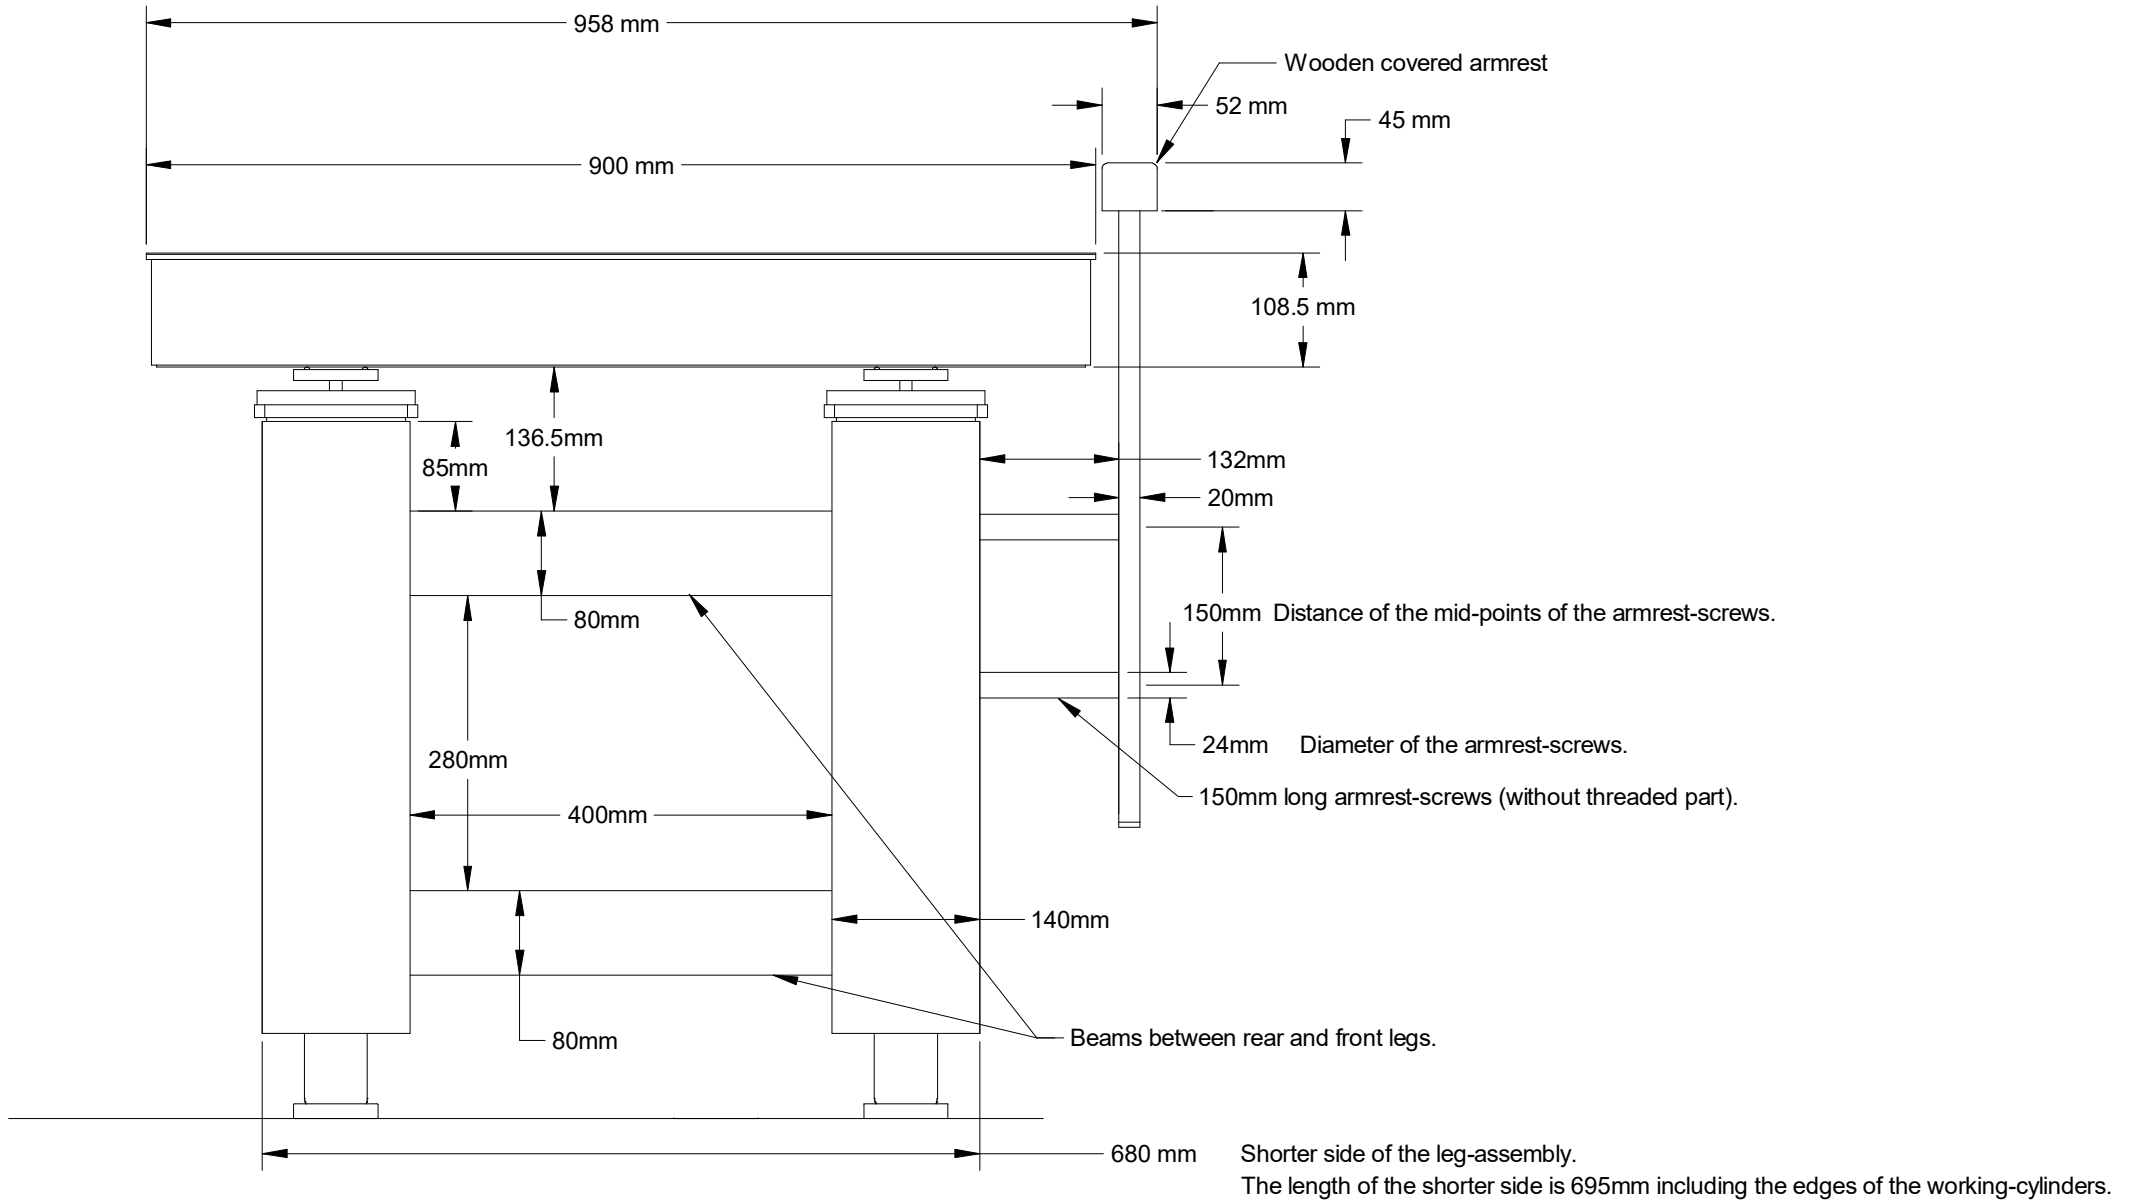 958 mm
Wooden covered armrest
52 mm
45 mm
900 mm
108.5 mm
136.5mm
85mm
132mm
20mm
80mm
150mm Distance of the mid-points of the armrest-screws.
24mm Diameter of the armrest-screws.
280mm
150mm long armrest-screws (without threaded part).
400mm
140mm
80mm
Beams between rear and front legs.
680 mm Shorter side of the leg-assembly.
The length of the shorter side is 695mm including the edges of the working-cylinders.